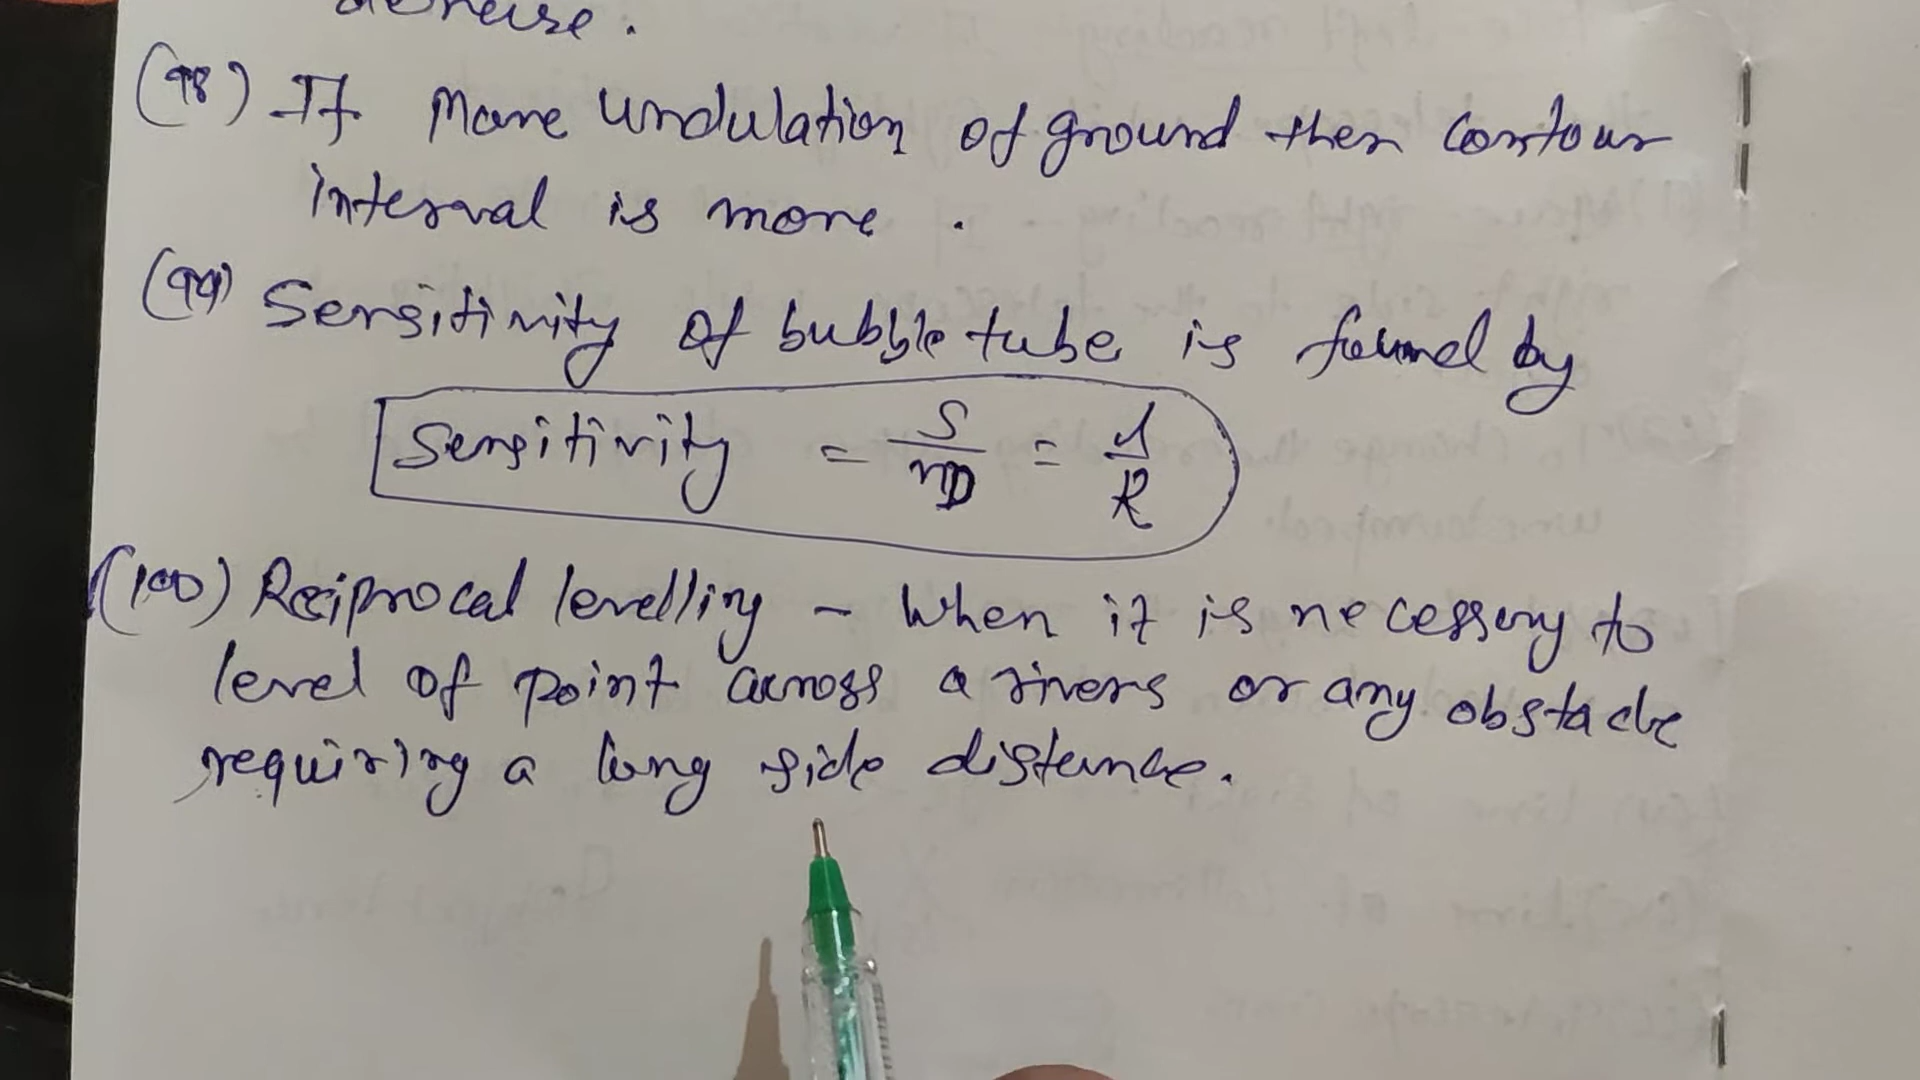 decrease.
(98) If more undulation of ground then contour
interval is more.
(99) Sensitivity of bubble tube is found by
Sensitivity = S/nD = l/R
(100) Reciprocal levelling - When it is necessary to
level of point across a rivers or any obstacle
requiring a long side distance.